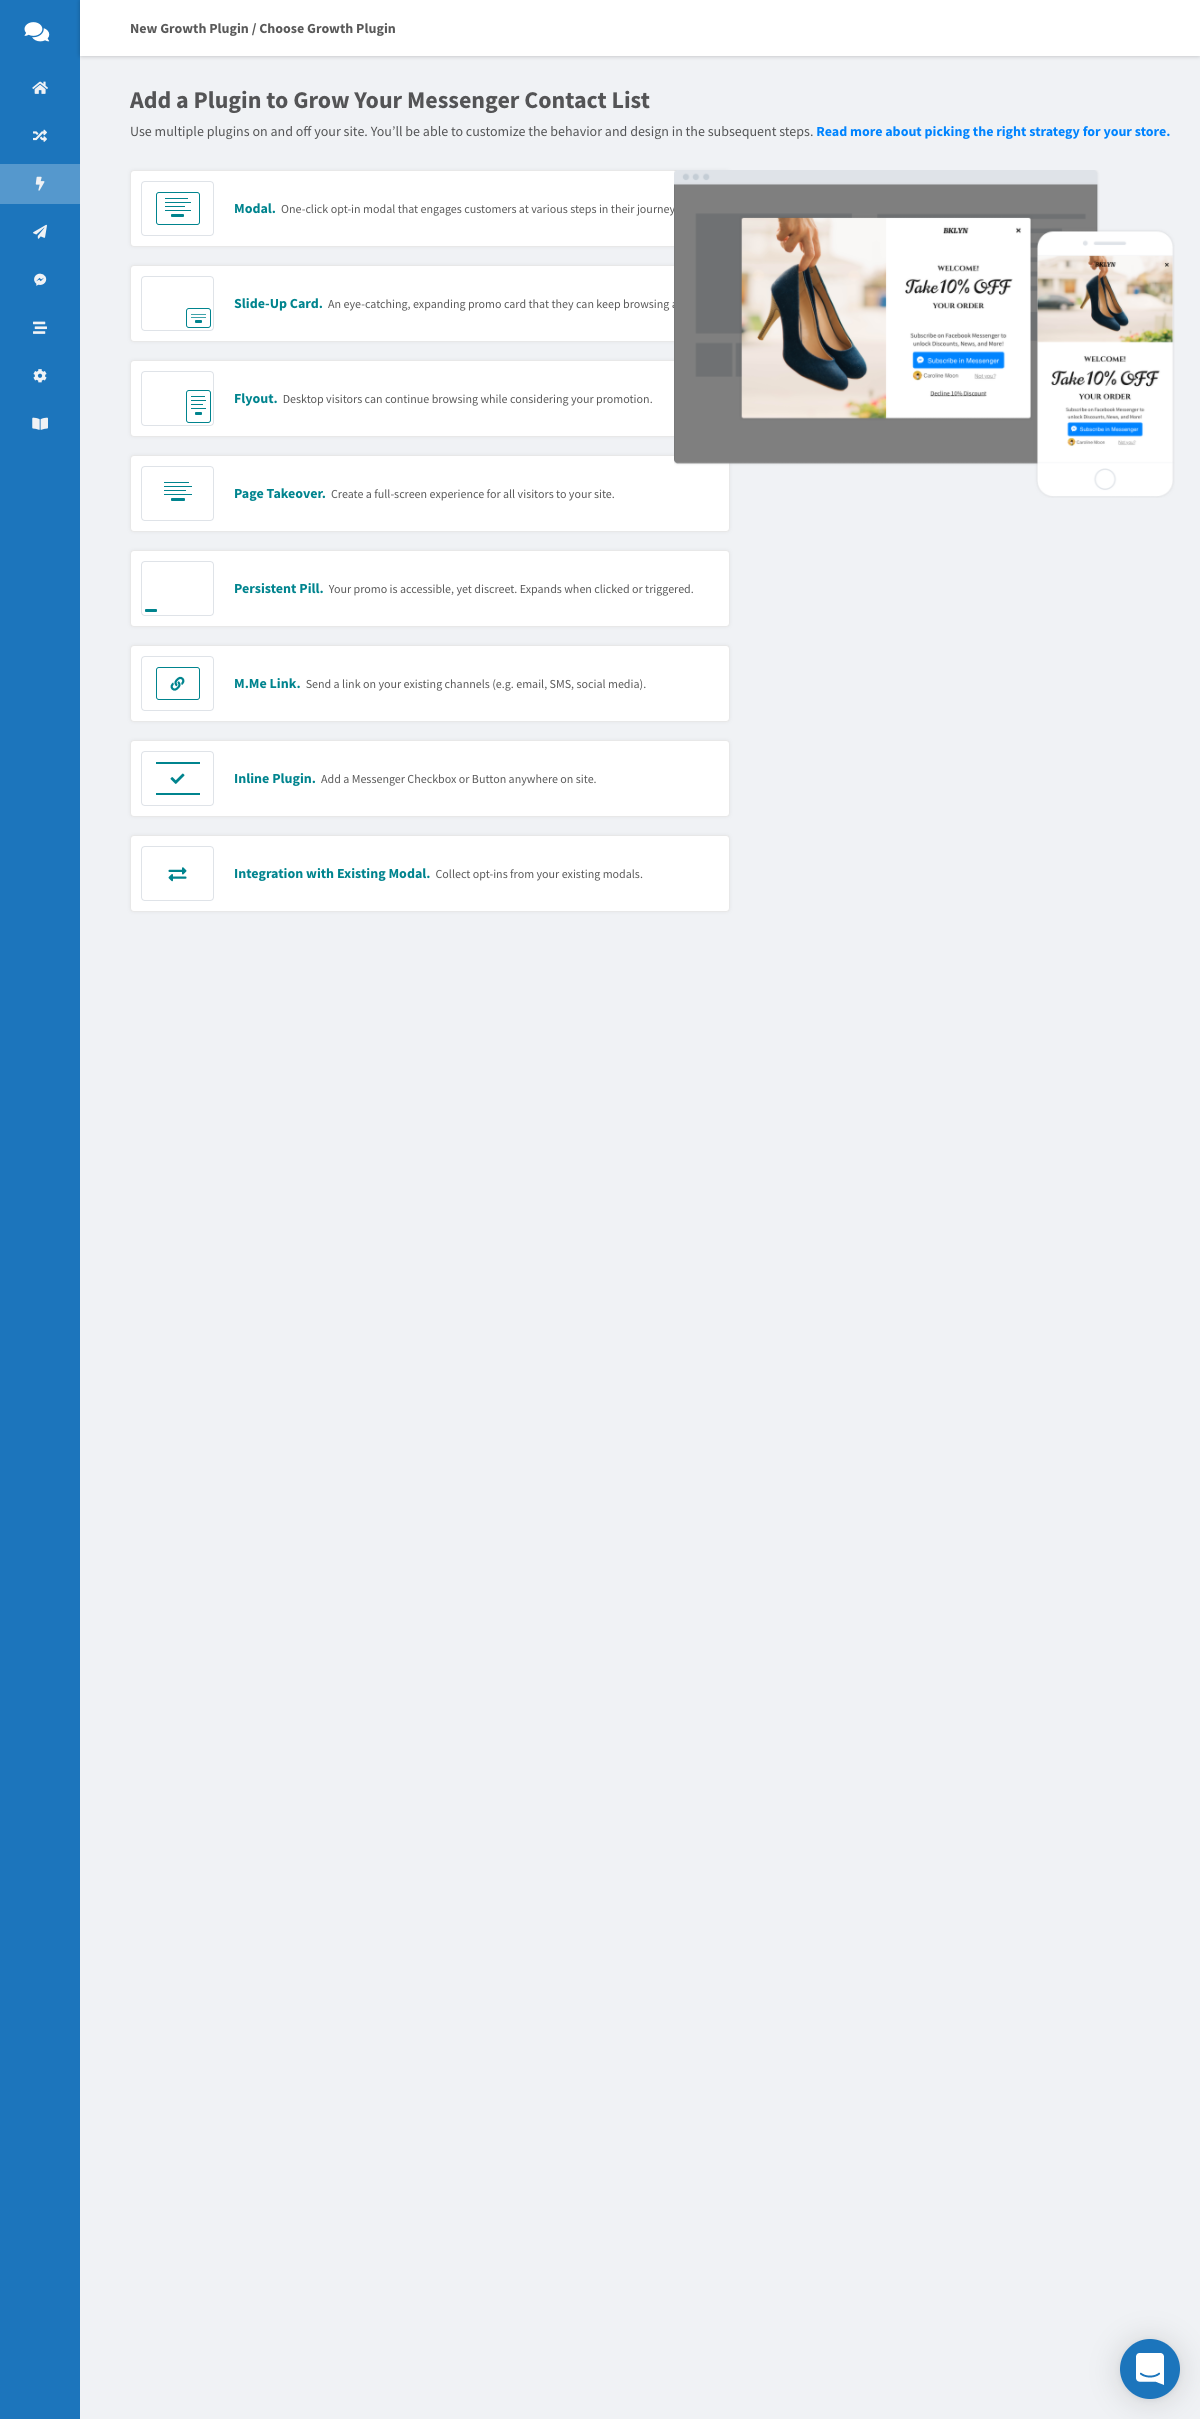 New Growth Plugin / Choose Growth Plugin
Add a Plugin to Grow Your Messenger Contact List
Use multiple plugins on and off your site. You'll be able to customize the behavior and design in the subsequent steps. Read more about picking the right strategy for your store.
Modal. One-click opt-in modal that engages customers at various steps in their journey
Slide-Up Card. An eye-catching, expanding promo card that they can keep browsing
Flyout. Desktop visitors can continue browsing while considering your promotion.
Page Takeover. Create a full-screen experience for all visitors to your site.
Persistent Pill. Your promo is accessible, yet discreet. Expands when clicked or triggered.
M.Me Link. Send a link on your existing channels (e.g. email, SMS, social media).
Inline Plugin. Add a Messenger Checkbox or Button anywhere on site.
Integration with Existing Modal. Collect opt-ins from your existing modals.
BKLYN
WELCOME!
Take 10% OFF
YOUR ORDER
Subscribe on Facebook Messenger to
unlock Discounts, News, and More!
Subscribe in Messenger
Caroline Moon Not you?
Decline 10% Discount
BKLYN
WELCOME!
Take 10% OFF
YOUR ORDER
Subscribe on Facebook Messenger to
unlock Discounts, News, and More!
Subscribe in Messenger
Caroline Moon Not you?